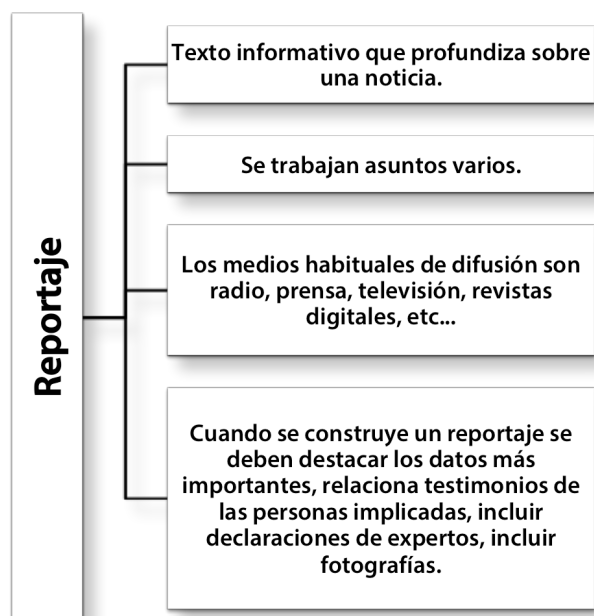 Reportaje
Texto informativo que profundiza sobre
una noticia.
Se trabajan asuntos varios.
Los medios habituales de difusión son
radio, prensa, televisión, revistas
digitales, etc...
Cuando se construye un reportaje se
deben destacar los datos más
importantes, relaciona testimonios de
las personas implicadas, incluir
declaraciones de expertos, incluir
fotografías.